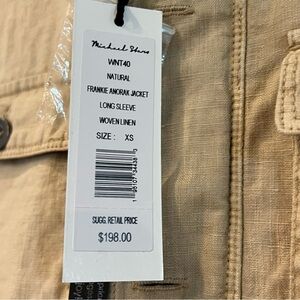 Michael Stars
WNT40
NATURAL
FRANKIE ANORAK JACKET
LONG SLEEVE
WOVEN LINEN
SIZE: XS
SUGG. RETAIL PRICE
$198.00